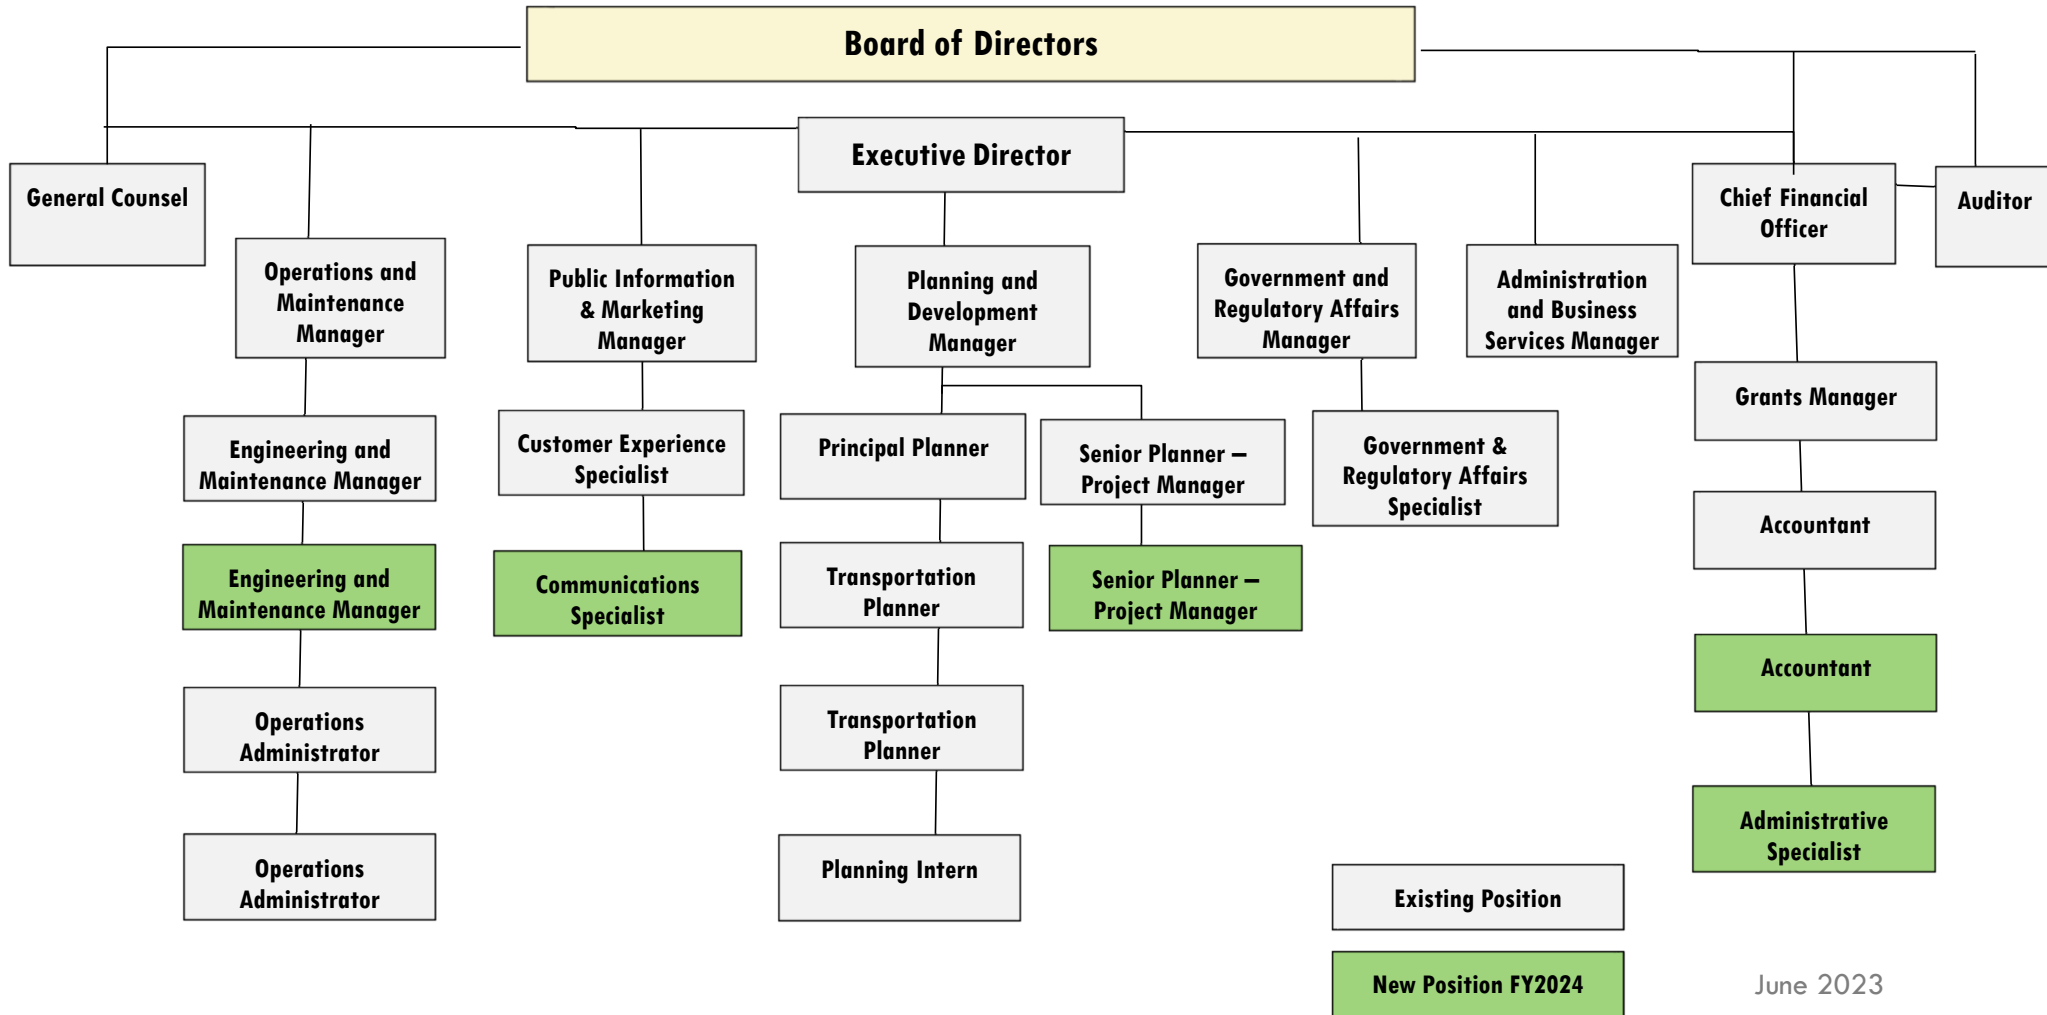 Board of Directors
Executive Director
General Counsel
Chief Financial
Officer
Auditor
Operations and
Maintenance
Manager
Public Information
& Marketing
Manager
Planning and
Development
Manager
Government and
Regulatory Affairs
Manager
Administration
and Business
Services Manager
Grants Manager
Engineering and
Maintenance Manager
Customer Experience
Specialist
Principal Planner
Senior Planner –
Project Manager
Government &
Regulatory Affairs
Specialist
Accountant
Engineering and
Maintenance Manager
Communications
Specialist
Transportation
Planner
Senior Planner –
Project Manager
Accountant
Operations
Administrator
Transportation
Planner
Administrative
Specialist
Operations
Administrator
Planning Intern
Existing Position
New Position FY2024
June 2023